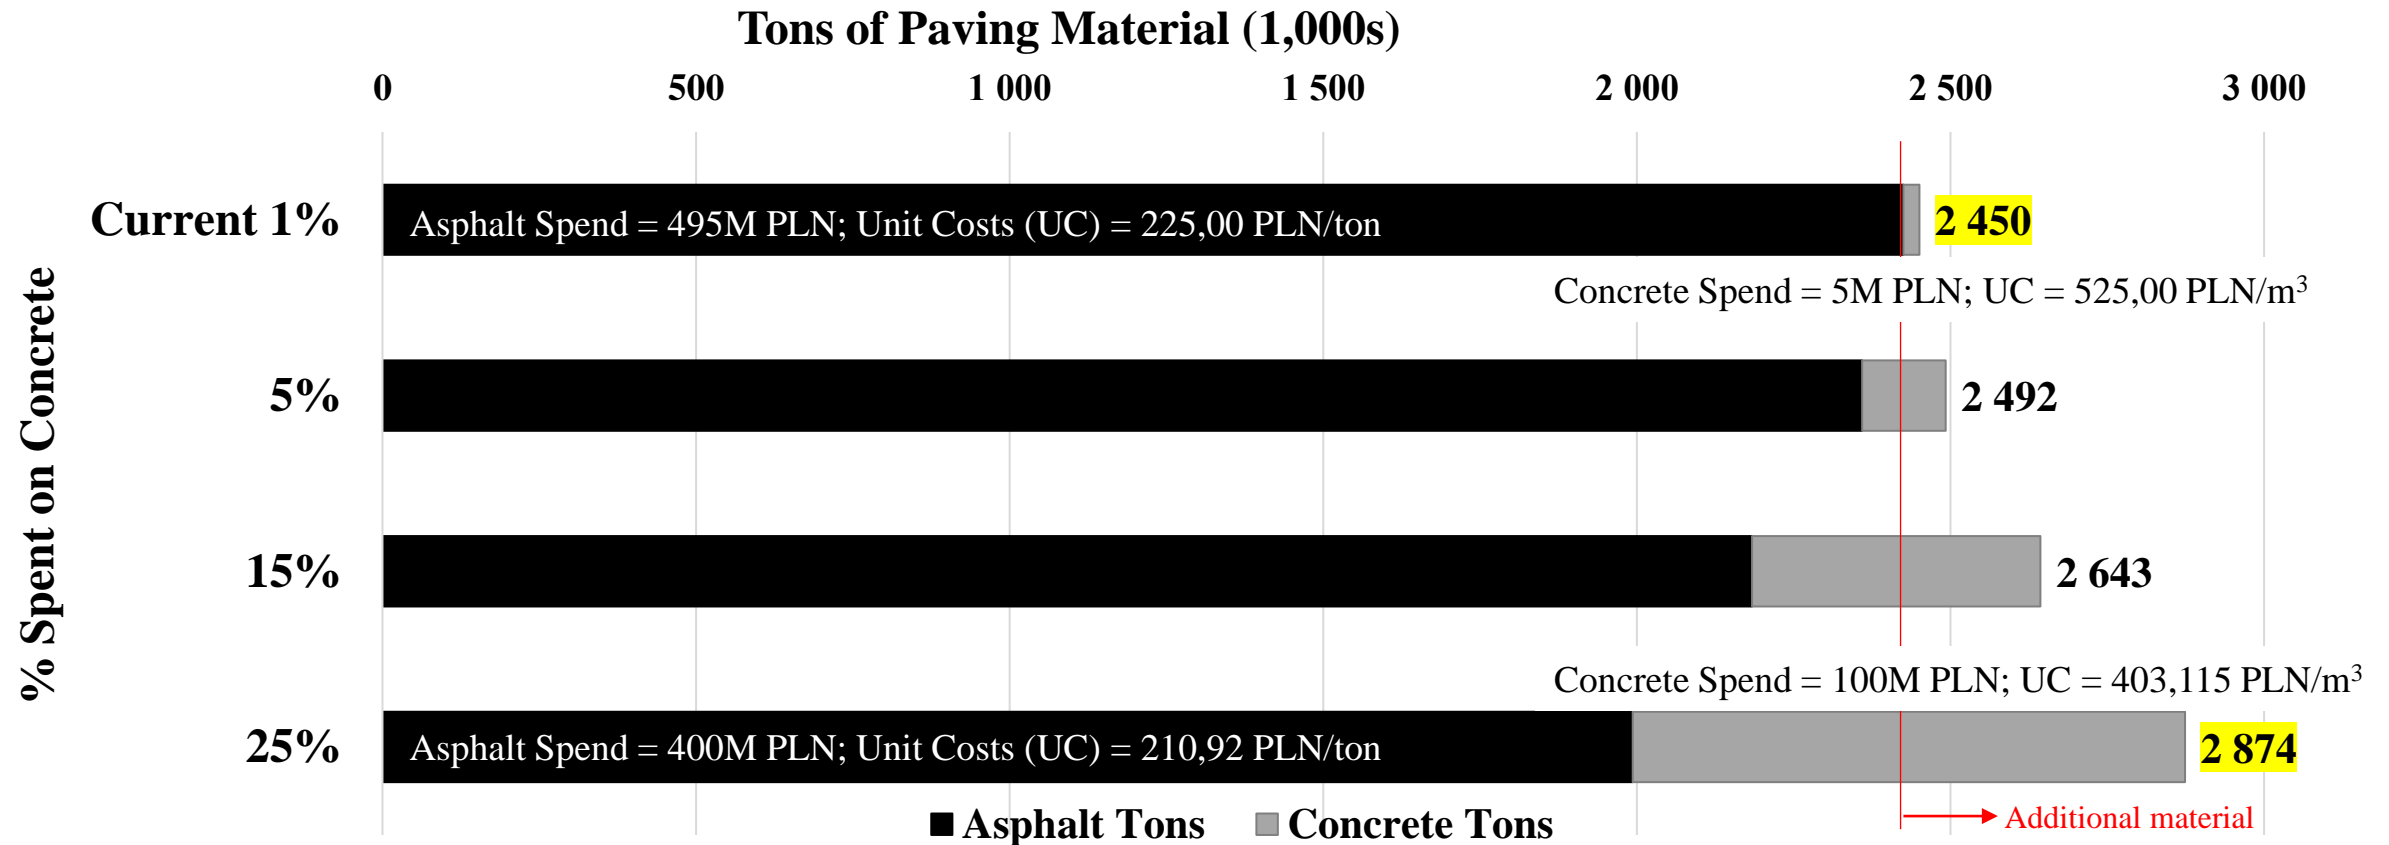 Tons of Paving Material (1,000s)
0 500 1 000 1 500 2 000 2 500 3 000
% Spent on Concrete
Current 1%
Asphalt Spend = 495M PLN; Unit Costs (UC) = 225,00 PLN/ton
2 450
Concrete Spend = 5M PLN; UC = 525,00 PLN/m³
5%
2 492
15%
2 643
Concrete Spend = 100M PLN; UC = 403,115 PLN/m³
25%
Asphalt Spend = 400M PLN; Unit Costs (UC) = 210,92 PLN/ton
2 874
Asphalt Tons Concrete Tons
Additional material